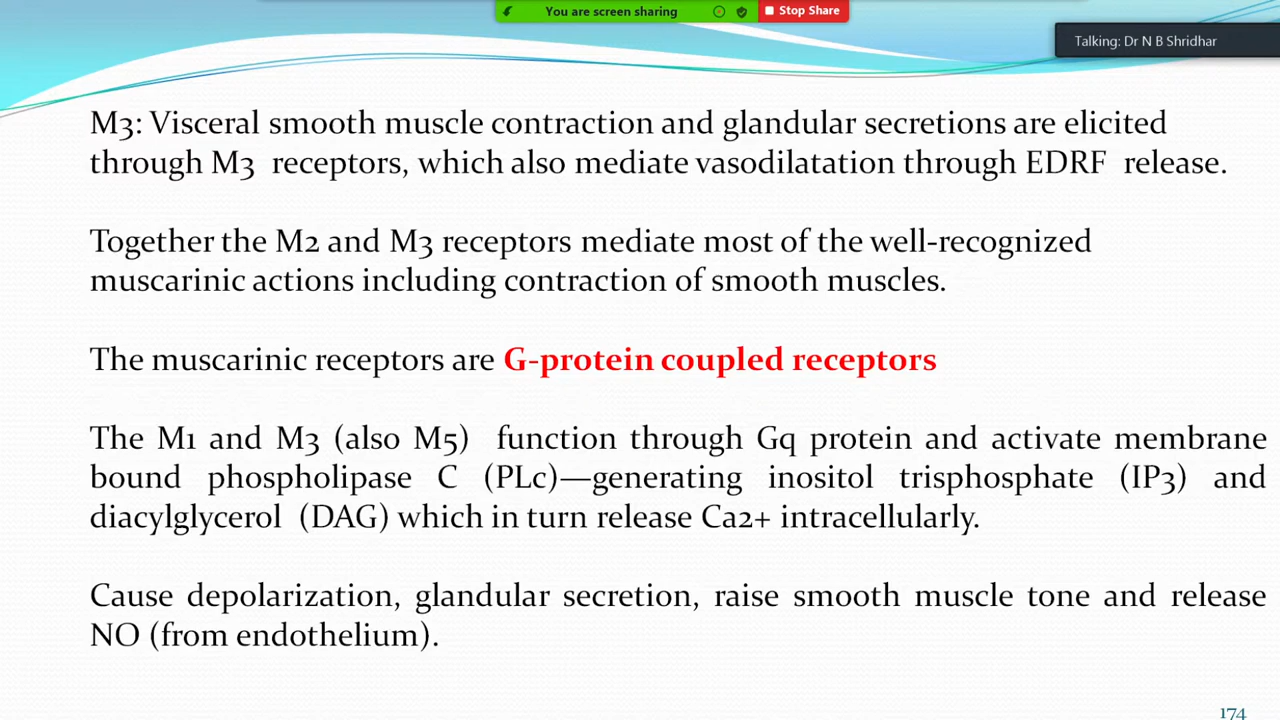 You are screen sharing
Stop Share
Talking: Dr N B Shridhar
M3: Visceral smooth muscle contraction and glandular secretions are elicited
through M3 receptors, which also mediate vasodilatation through EDRF release.
Together the M2 and M3 receptors mediate most of the well-recognized
muscarinic actions including contraction of smooth muscles.
The muscarinic receptors are G-protein coupled receptors
The M1 and M3 (also M5) function through Gq protein and activate membrane
bound phospholipase C (PLc)—generating inositol trisphosphate (IP3) and
diacylglycerol (DAG) which in turn release Ca2+ intracellularly.
Cause depolarization, glandular secretion, raise smooth muscle tone and release
NO (from endothelium).
174